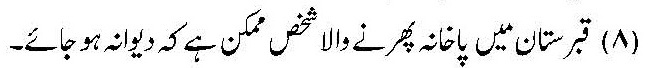 (۸) قبرستان میں پاخانہ پھرنے والا شخص ممکن ہے کہ دیوانہ ہو جائے۔